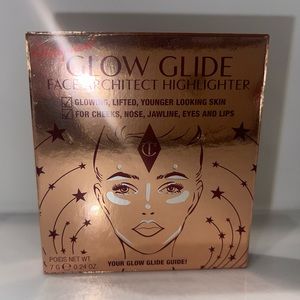 GLOW GLIDE
FACE ARCHITECT HIGHLIGHTER
GLOWING, LIFTED, YOUNGER LOOKING SKIN
FOR CHEEKS, NOSE, JAWLINE, EYES AND LIPS
POIDS NET WT
7 G ℮ 0.24 OZ
YOUR GLOW GLIDE GUIDE!